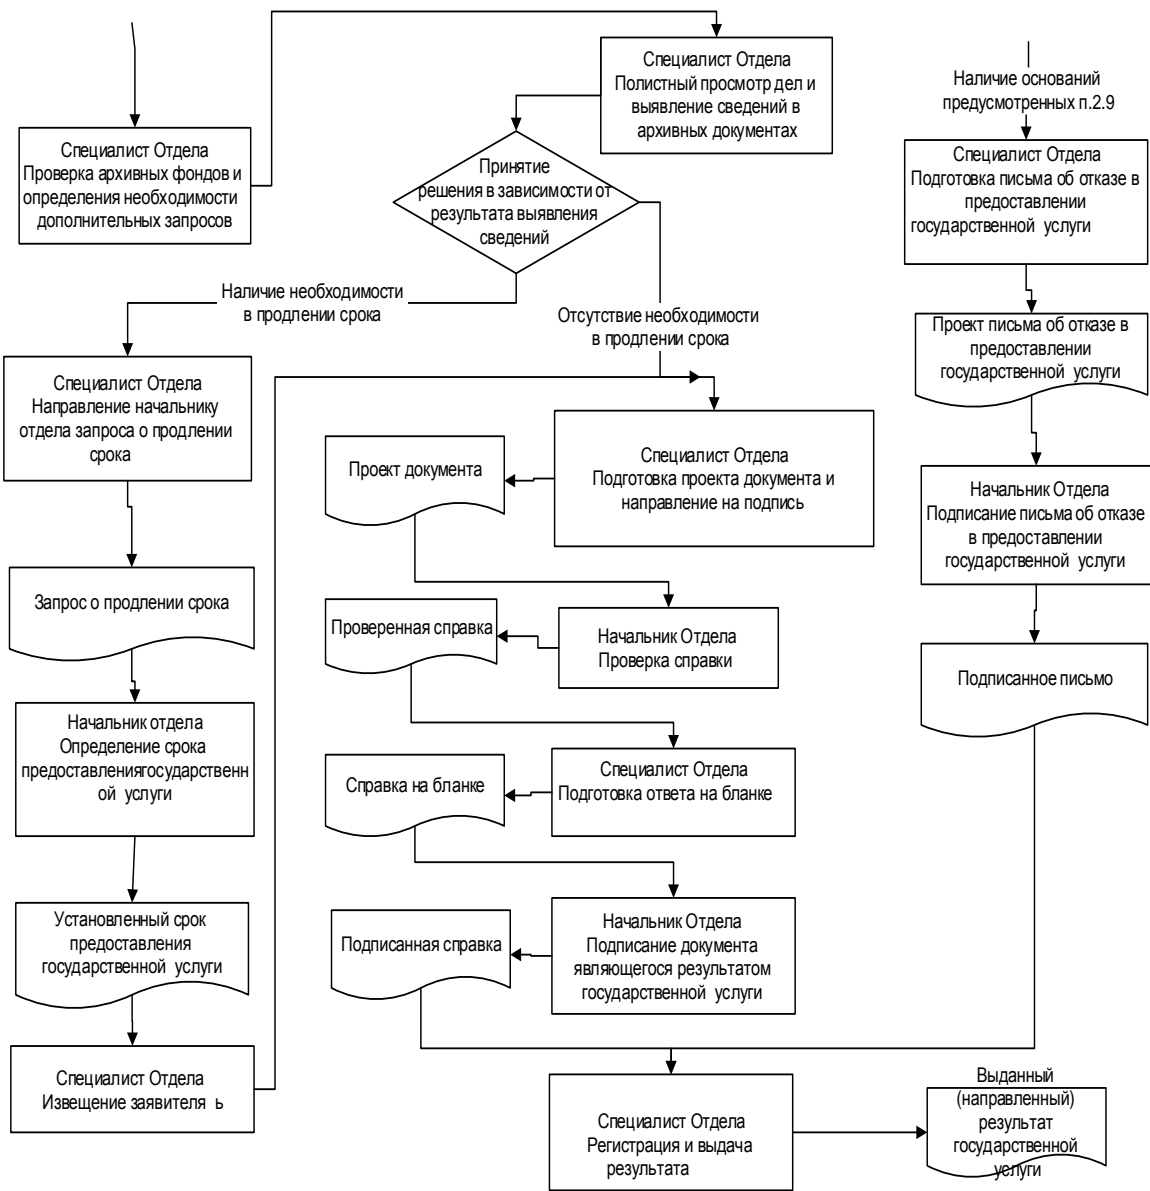 Специалист Отдела
Проверка архивных фондов и
определения необходимости
дополнительных запросов
Специалист Отдела
Полистный просмотр дел и
выявление сведений в
архивных документах
Принятие
решения в зависимости от
результата выявления
сведений
Наличие необходимости
в продлении срока
Отсутствие необходимости
в продлении срока
Специалист Отдела
Направление начальнику
отдела запроса о продлении
срока
Запрос о продлении срока
Начальник отдела
Определение срока
предоставлениягосударственн
ой услуги
Установленный срок
предоставления
государственной услуги
Специалист Отдела
Извещение заявителя ь
Специалист Отдела
Подготовка проекта документа и
направление на подпись
Проект документа
Начальник Отдела
Проверка справки
Проверенная справка
Специалист Отдела
Подготовка ответа на бланке
Справка на бланке
Начальник Отдела
Подписание документа
являющегося результатом
государственной услуги
Подписанная справка
Наличие оснований
предусмотренных п.2.9
Специалист Отдела
Подготовка письма об отказе в
предоставлении
государственной услуги
Проект письма об отказе в
предоставлении
государственной услуги
Начальник Отдела
Подписание письма об отказе
в предоставлении
государственной услуги
Подписанное письмо
Специалист Отдела
Регистрация и выдача
результата
Выданный
(направленный)
результат
государственной
услуги